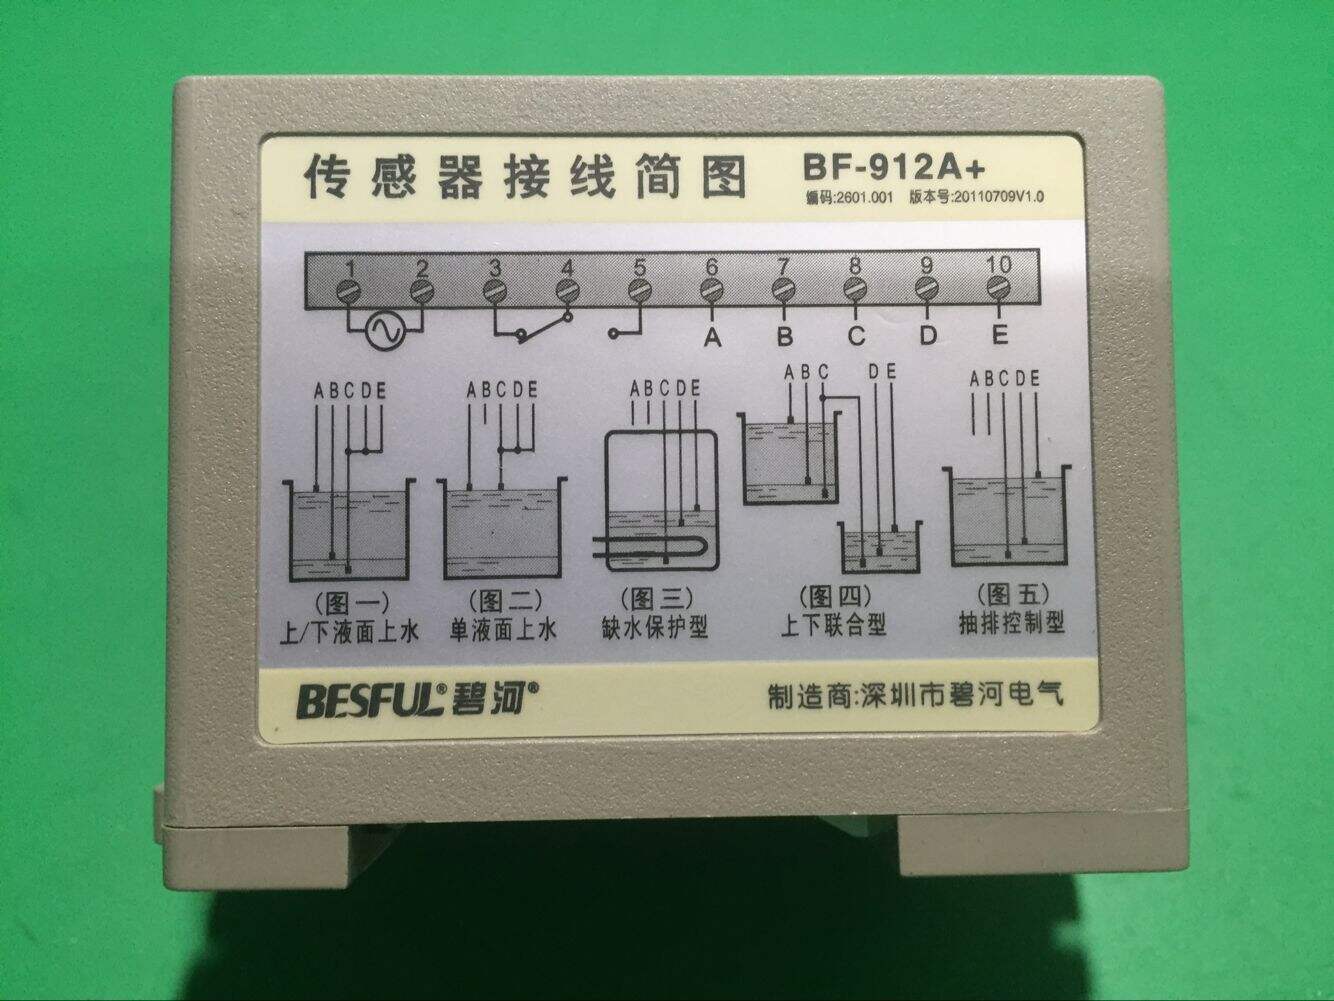 传感器接线简图 BF-912A+
编码:2601.001 版本号:20110709V1.0
1 2 3 4 5 6 7 8 9 10
A B C D E
A B C D E
A B C D E
A B C D E
A B C D E
A B C D E
(图一) (图二) (图三) (图四) (图五)
上/下液面上水 单液面上水 缺水保护型 上下联合型 抽排控制型
BESFUL® 碧河® 制造商:深圳市碧河电气